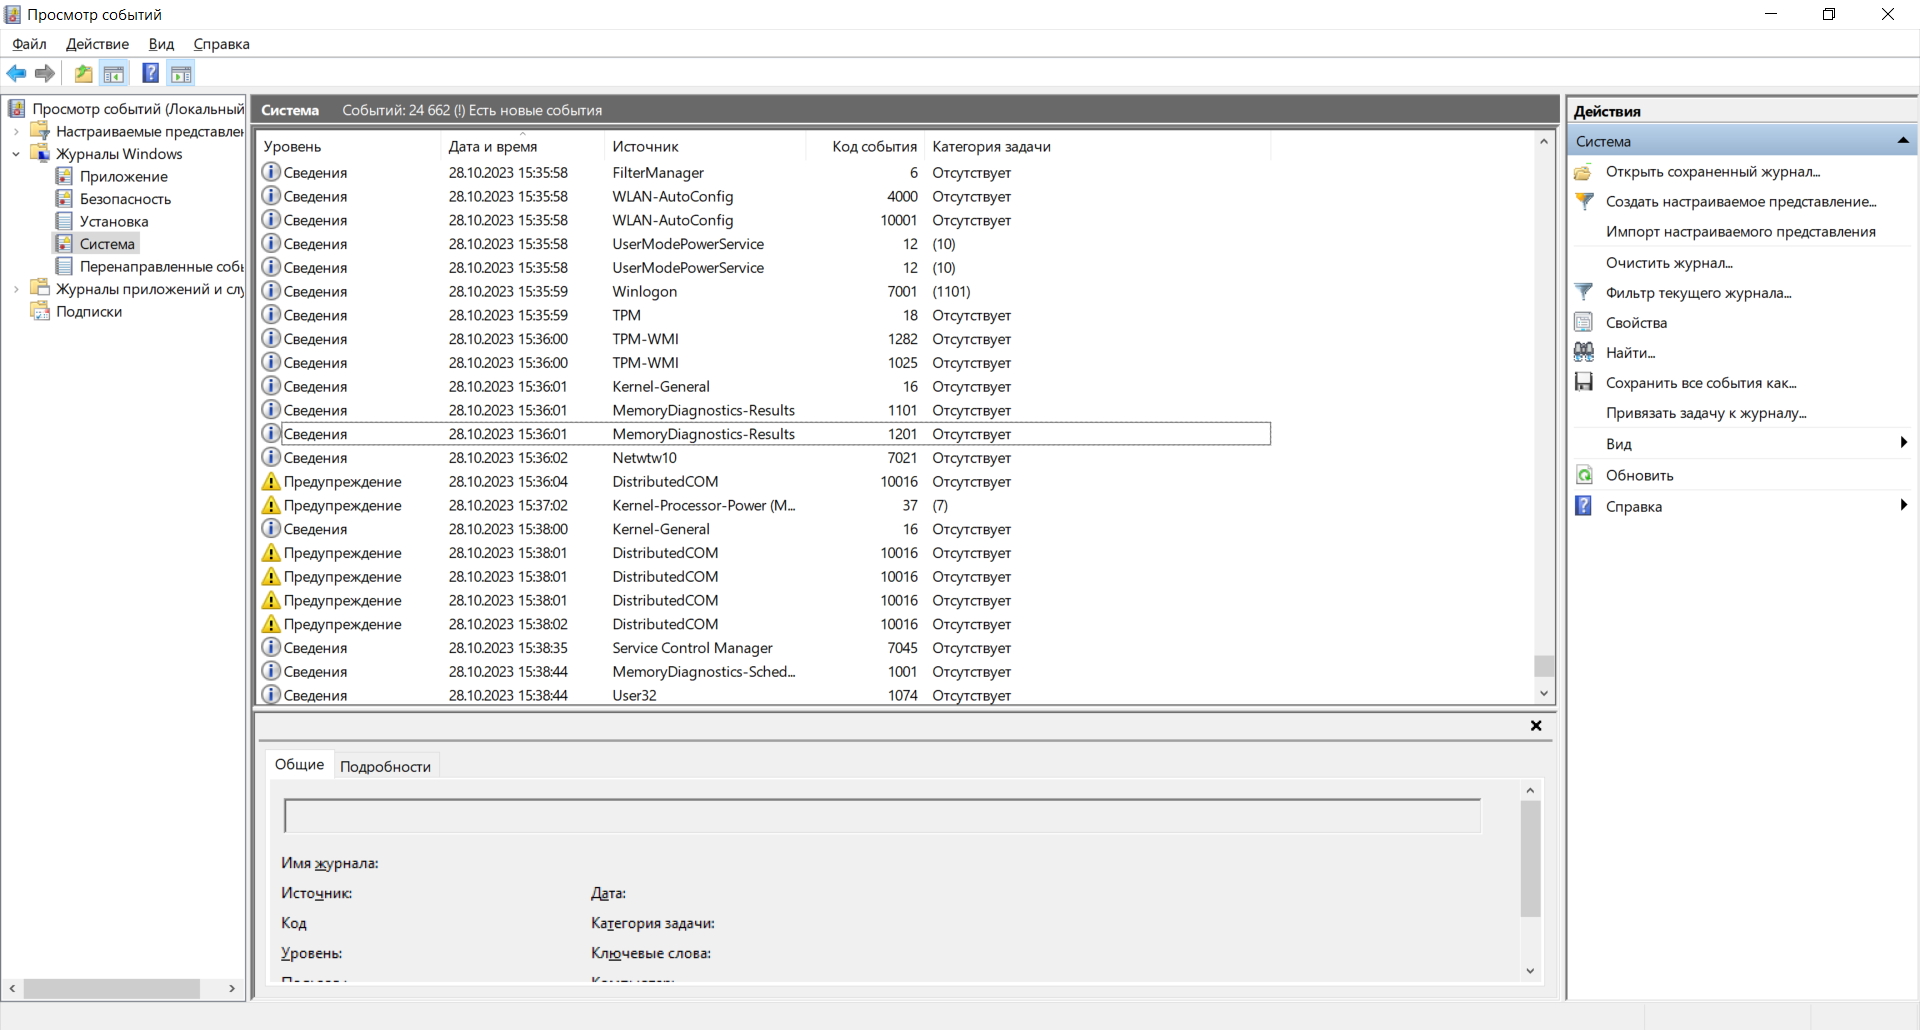 Просмотр событий
Файл Действие Вид Справка
Просмотр событий (Локальный
Настраиваемые представлен
Журналы Windows
Приложение
Безопасность
Установка
Система
Перенаправленные собь
Журналы приложений и слу
Подписки
Система Событий: 24 662 (!) Есть новые события
Уровень Дата и время Источник Код события Категория задачи
Сведения 28.10.2023 15:35:58 FilterManager 6 Отсутствует
Сведения 28.10.2023 15:35:58 WLAN-AutoConfig 4000 Отсутствует
Сведения 28.10.2023 15:35:58 WLAN-AutoConfig 10001 Отсутствует
Сведения 28.10.2023 15:35:58 UserModePowerService 12 (10)
Сведения 28.10.2023 15:35:58 UserModePowerService 12 (10)
Сведения 28.10.2023 15:35:59 Winlogon 7001 (1101)
Сведения 28.10.2023 15:35:59 TPM 18 Отсутствует
Сведения 28.10.2023 15:36:00 TPM-WMI 1282 Отсутствует
Сведения 28.10.2023 15:36:00 TPM-WMI 1025 Отсутствует
Сведения 28.10.2023 15:36:01 Kernel-General 16 Отсутствует
Сведения 28.10.2023 15:36:01 MemoryDiagnostics-Results 1101 Отсутствует
Сведения 28.10.2023 15:36:01 MemoryDiagnostics-Results 1201 Отсутствует
Сведения 28.10.2023 15:36:02 Netwtw10 7021 Отсутствует
Предупреждение 28.10.2023 15:36:04 DistributedCOM 10016 Отсутствует
Предупреждение 28.10.2023 15:37:02 Kernel-Processor-Power (M... 37 (7)
Сведения 28.10.2023 15:38:00 Kernel-General 16 Отсутствует
Предупреждение 28.10.2023 15:38:01 DistributedCOM 10016 Отсутствует
Предупреждение 28.10.2023 15:38:01 DistributedCOM 10016 Отсутствует
Предупреждение 28.10.2023 15:38:01 DistributedCOM 10016 Отсутствует
Предупреждение 28.10.2023 15:38:02 DistributedCOM 10016 Отсутствует
Сведения 28.10.2023 15:38:35 Service Control Manager 7045 Отсутствует
Сведения 28.10.2023 15:38:44 MemoryDiagnostics-Sched... 1001 Отсутствует
Сведения 28.10.2023 15:38:44 User32 1074 Отсутствует
Общие Подробности
Имя журнала:
Источник: Дата:
Код Категория задачи:
Уровень: Ключевые слова:
Действия
Система
Открыть сохраненный журнал...
Создать настраиваемое представление...
Импорт настраиваемого представления
Очистить журнал...
Фильтр текущего журнала...
Свойства
Найти...
Сохранить все события как...
Привязать задачу к журналу...
Вид
Обновить
Справка